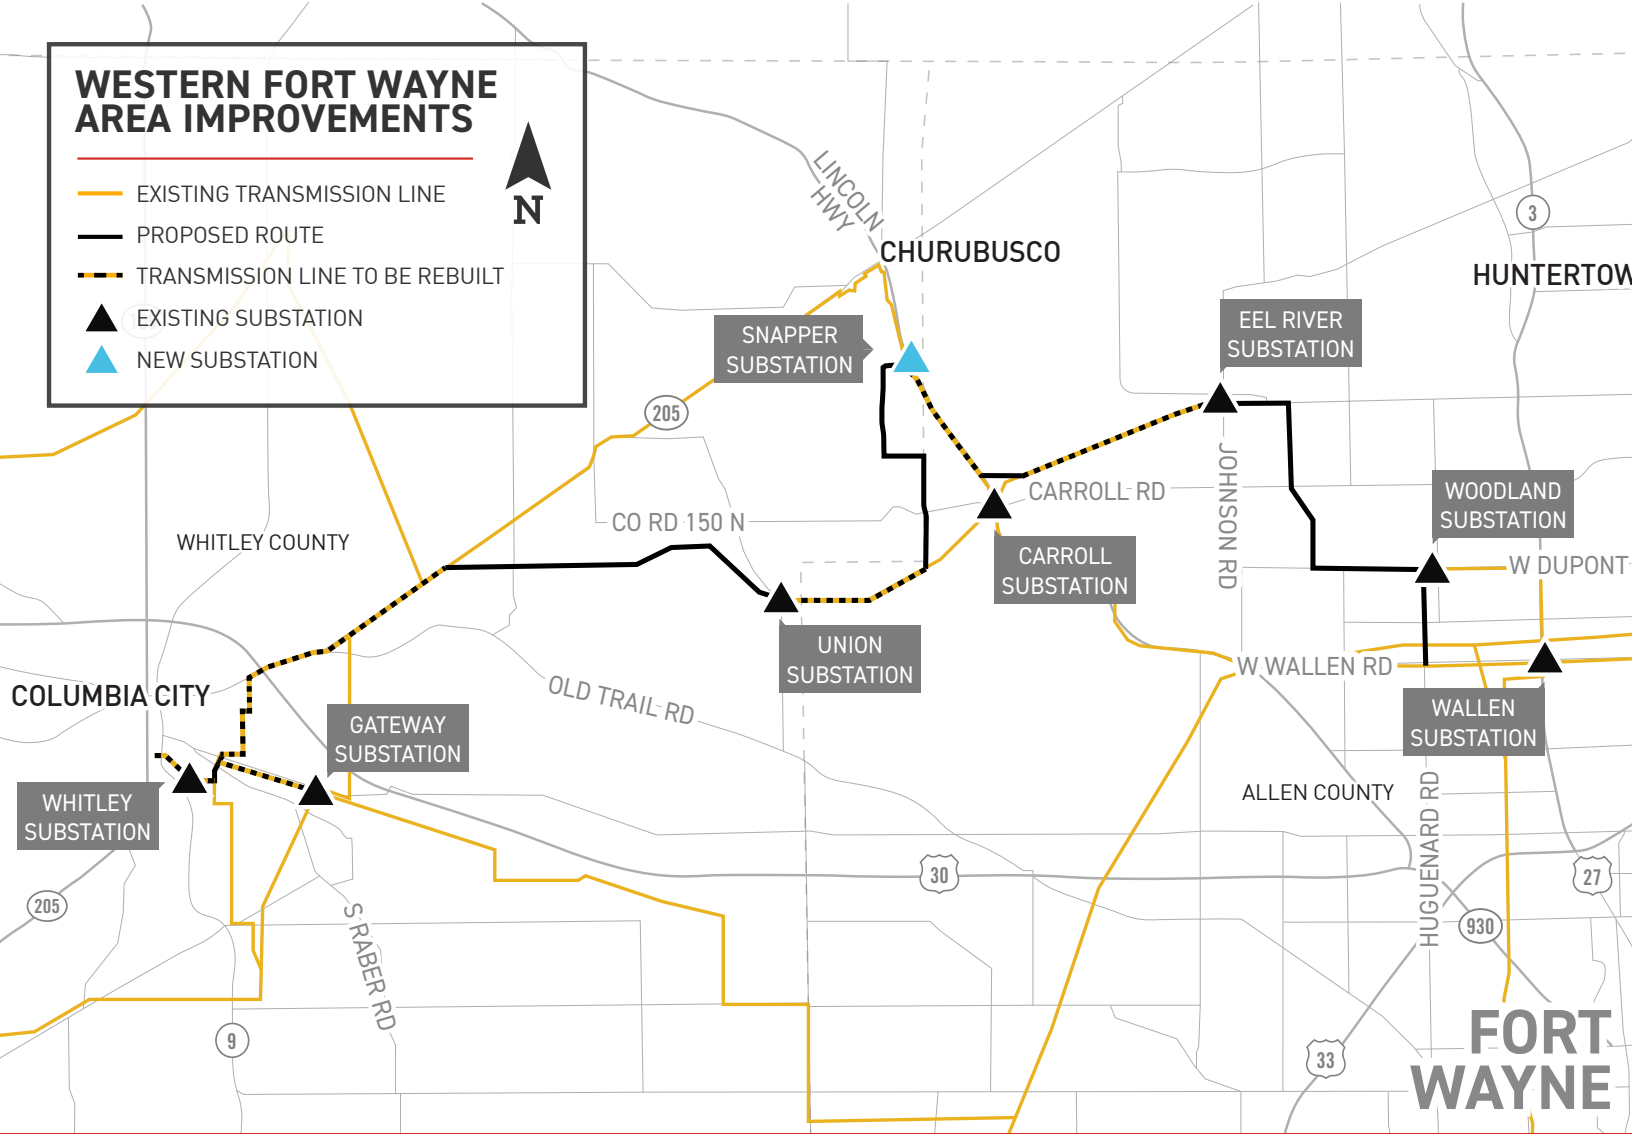 WESTERN FORT WAYNE
AREA IMPROVEMENTS
N
EXISTING TRANSMISSION LINE
PROPOSED ROUTE
TRANSMISSION LINE TO BE REBUILT
EXISTING SUBSTATION
NEW SUBSTATION
LINCOLN
HWY
CHURUBUSCO
3
HUNTERTOW
EEL RIVER
SUBSTATION
SNAPPER
SUBSTATION
205
JOHNSON RD
CARROLL RD
WOODLAND
SUBSTATION
CO RD 150 N
WHITLEY COUNTY
CARROLL
SUBSTATION
W DUPONT
UNION
SUBSTATION
W WALLEN RD
COLUMBIA CITY
OLD TRAIL RD
GATEWAY
SUBSTATION
WALLEN
SUBSTATION
WHITLEY
SUBSTATION
ALLEN COUNTY
HUGUENARD RD
30
27
205
S RABER RD
930
9
33
FORT
WAYNE